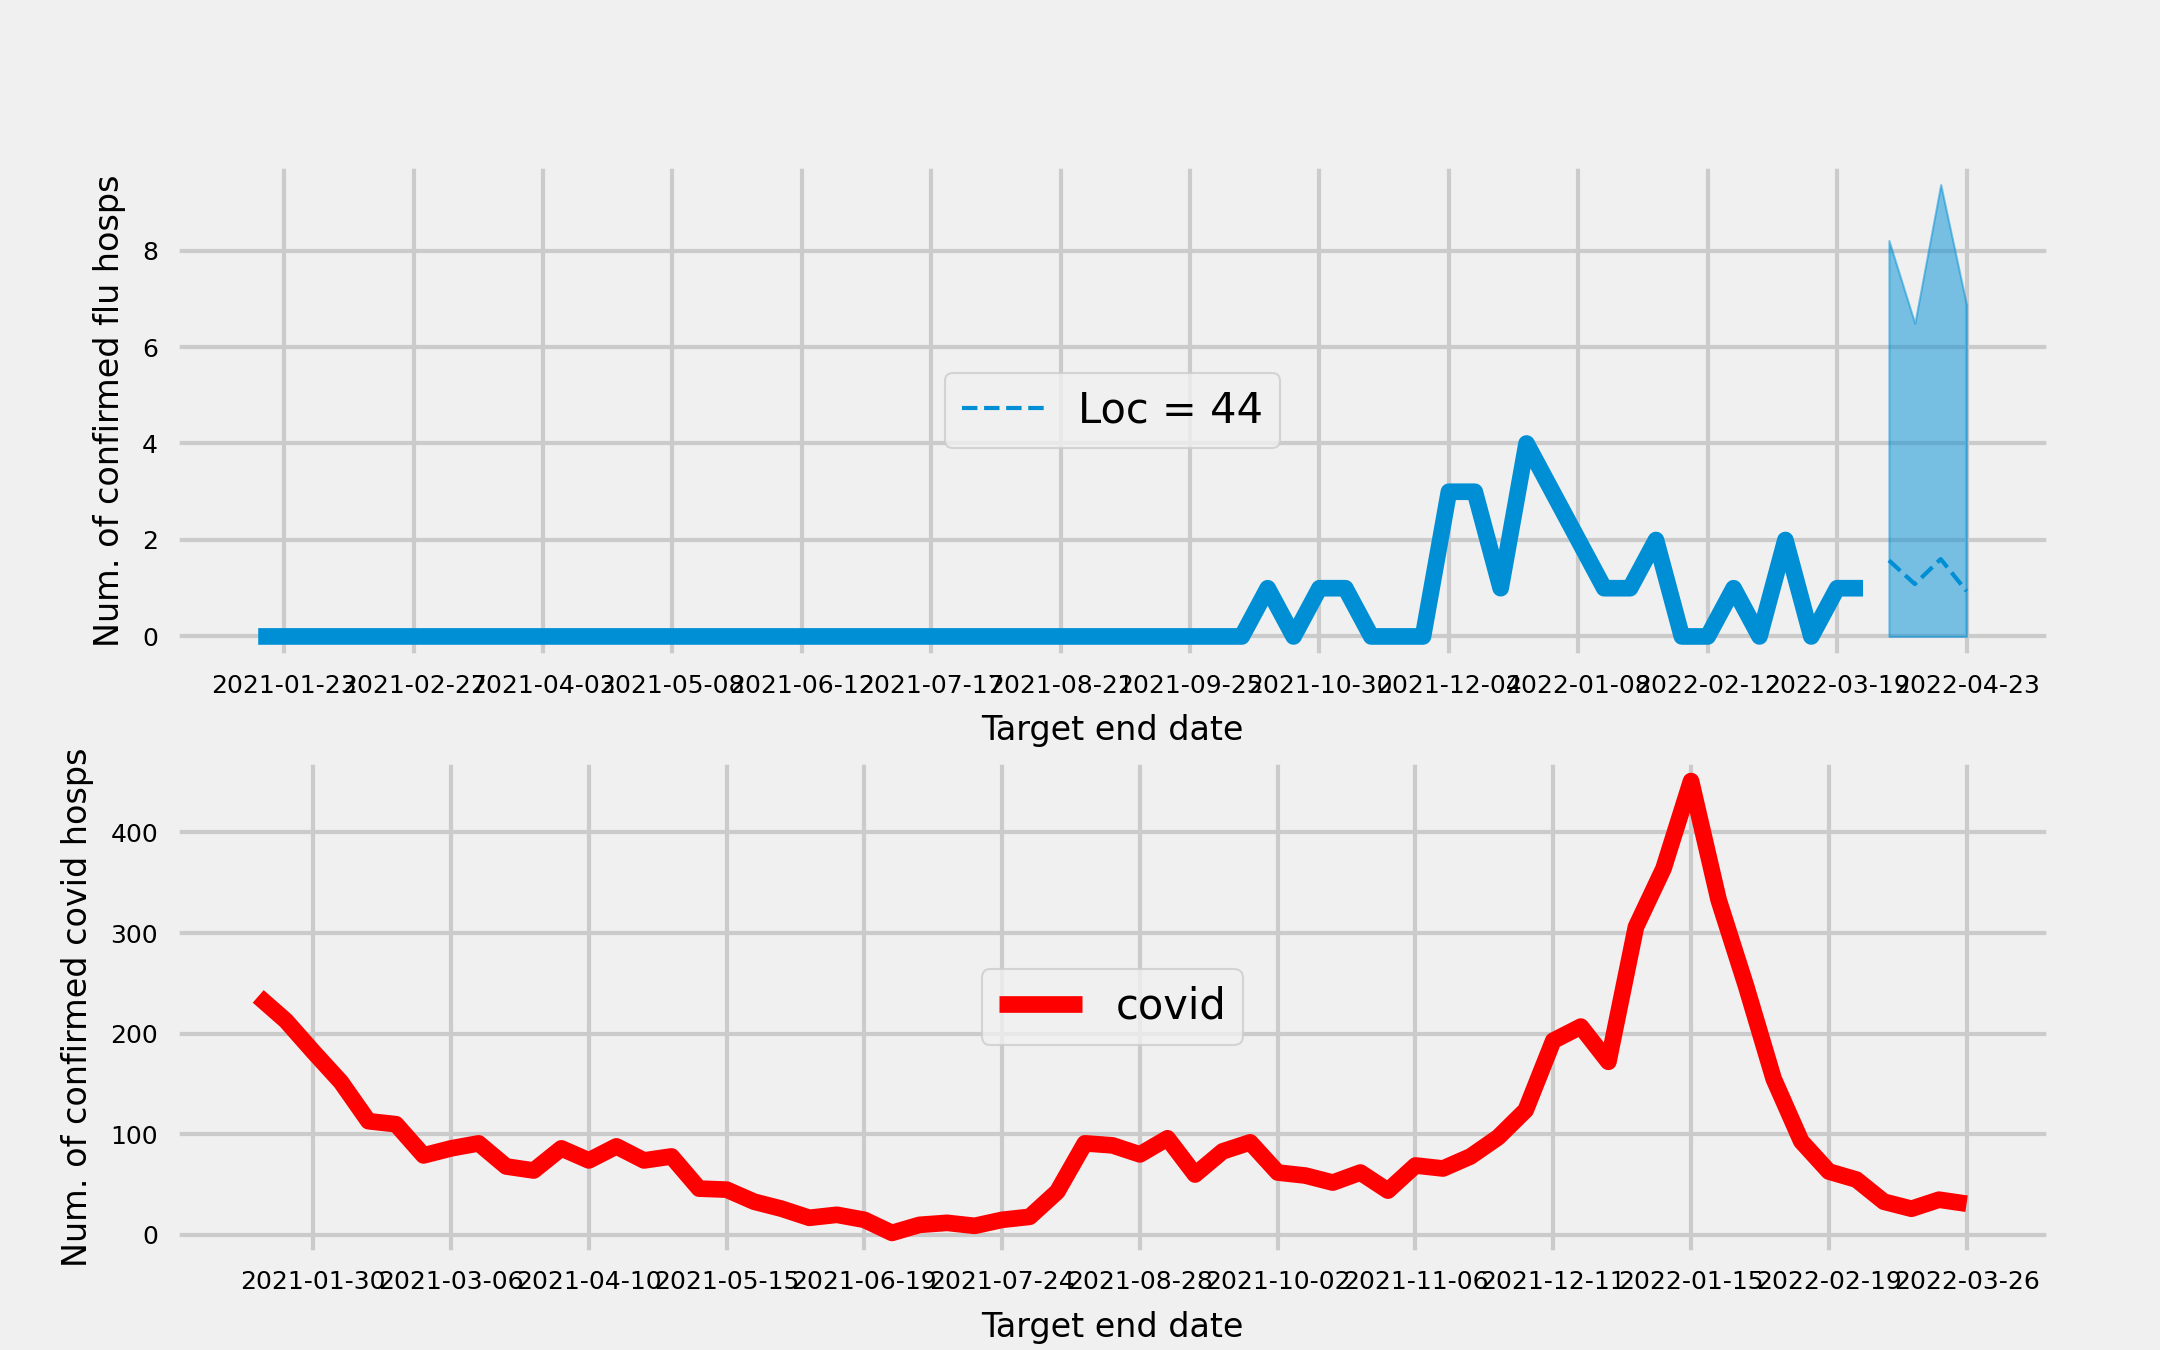 Num. of confirmed flu hosps
8
6
4
2
0
Loc = 44
2021-01-23 2021-02-27 2021-04-03 2021-05-08 2021-06-12 2021-07-17 2021-08-21 2021-09-25 2021-10-30 2021-12-04 2022-01-08 2022-02-12 2022-03-19 2022-04-23
Target end date
Num. of confirmed covid hosps
400
300
200
100
0
covid
2021-01-30 2021-03-06 2021-04-10 2021-05-15 2021-06-19 2021-07-24 2021-08-28 2021-10-02 2021-11-06 2021-12-11 2022-01-15 2022-02-19 2022-03-26
Target end date